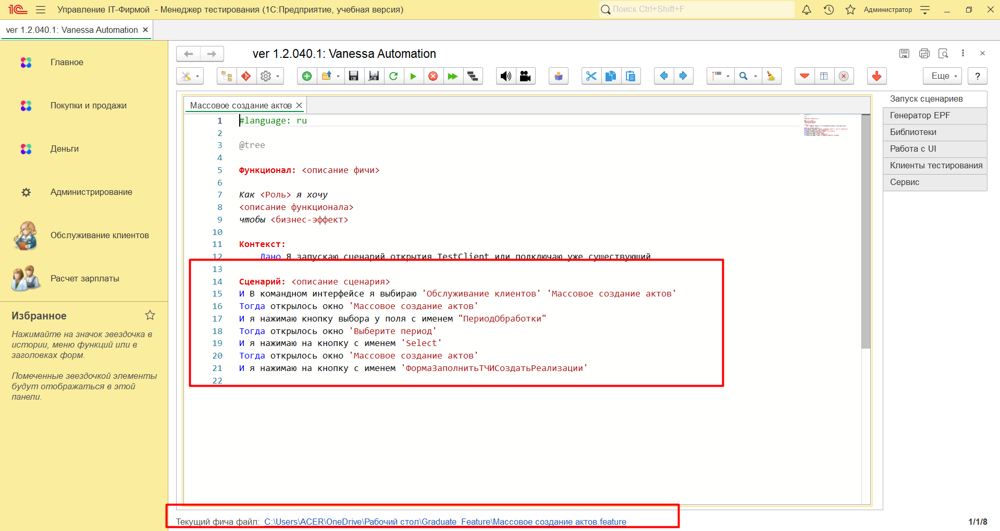 Управление IT-Фирмой - Менеджер тестирования (1С:Предприятие, учебная версия)
Поиск Ctrl+Shift+F
Администратор
ver 1.2.040.1: Vanessa Automation
Главное
Покупки и продажи
Деньги
Администрирование
Обслуживание клиентов
Расчет зарплаты
Избранное
Нажимайте на значок звездочка в
истории, меню функций или в
заголовках форм.
Помеченные звездочкой элементы
будут отображаться в этой
панели.
ver 1.2.040.1: Vanessa Automation
Еще
?
Массовое создание актов
1 #language: ru
2
3 @tree
4
5 Функционал: <описание фичи>
6
7 Как <Роль> я хочу
8 <описание функционала>
9 чтобы <бизнес-эффект>
10
11 Контекст:
12 Дано Я запускаю сценарий открытия TestClient или подключаю уже существующий
13
14 Сценарий: <описание сценария>
15 И В командном интерфейсе я выбираю 'Обслуживание клиентов' 'Массовое создание актов'
16 Тогда открылось окно 'Массовое создание актов'
17 И я нажимаю кнопку выбора у поля с именем "ПериодОбработки"
18 Тогда открылось окно 'Выберите период'
19 И я нажимаю на кнопку с именем 'Select'
20 Тогда открылось окно 'Массовое создание актов'
21 И я нажимаю на кнопку с именем 'ФормаЗаполнитьТЧИСоздатьРеализации'
22
Запуск сценариев
Генератор EPF
Библиотеки
Работа с UI
Клиенты тестирования
Сервис
Текущий фича файл: C:\Users\ACER\OneDrive\Рабочий стол\Graduate_Feature\Массовое создание актов.feature
1/1/8